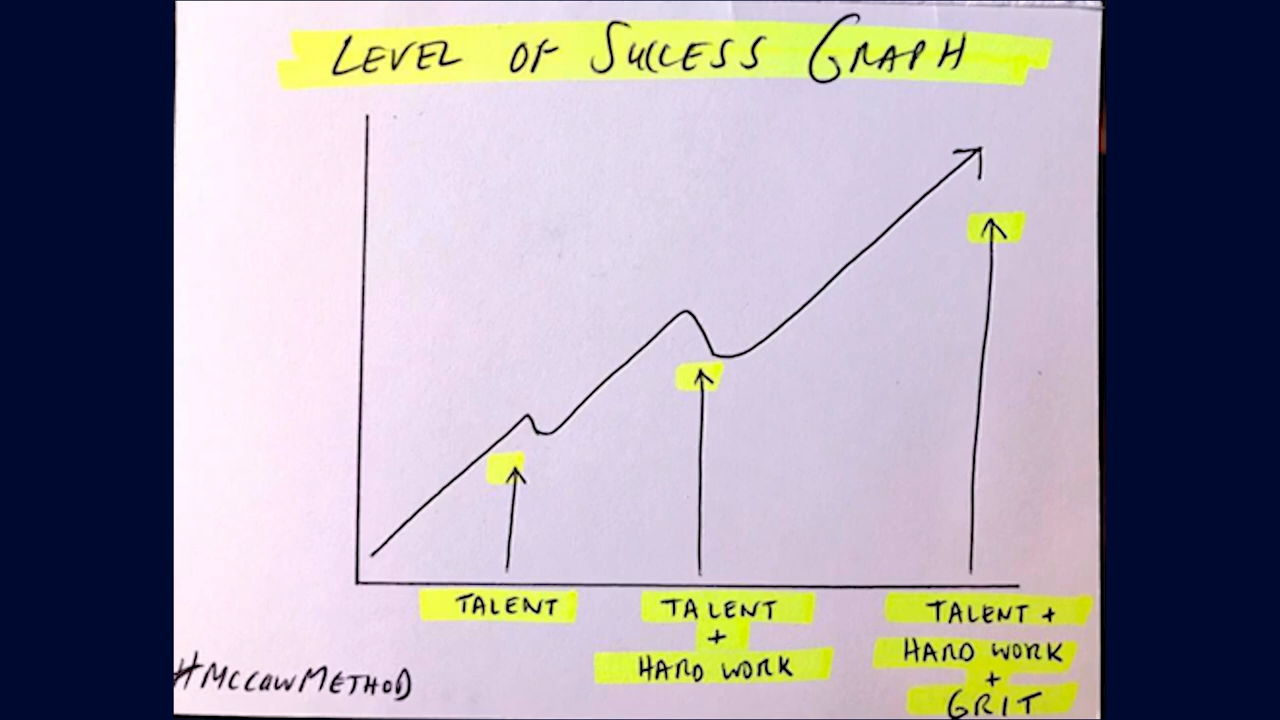 LEVEL OF SUCCESS GRAPH
TALENT
TALENT
+
HARD WORK
TALENT +
HARD WORK
+
GRIT
#MCCAWMETHOD